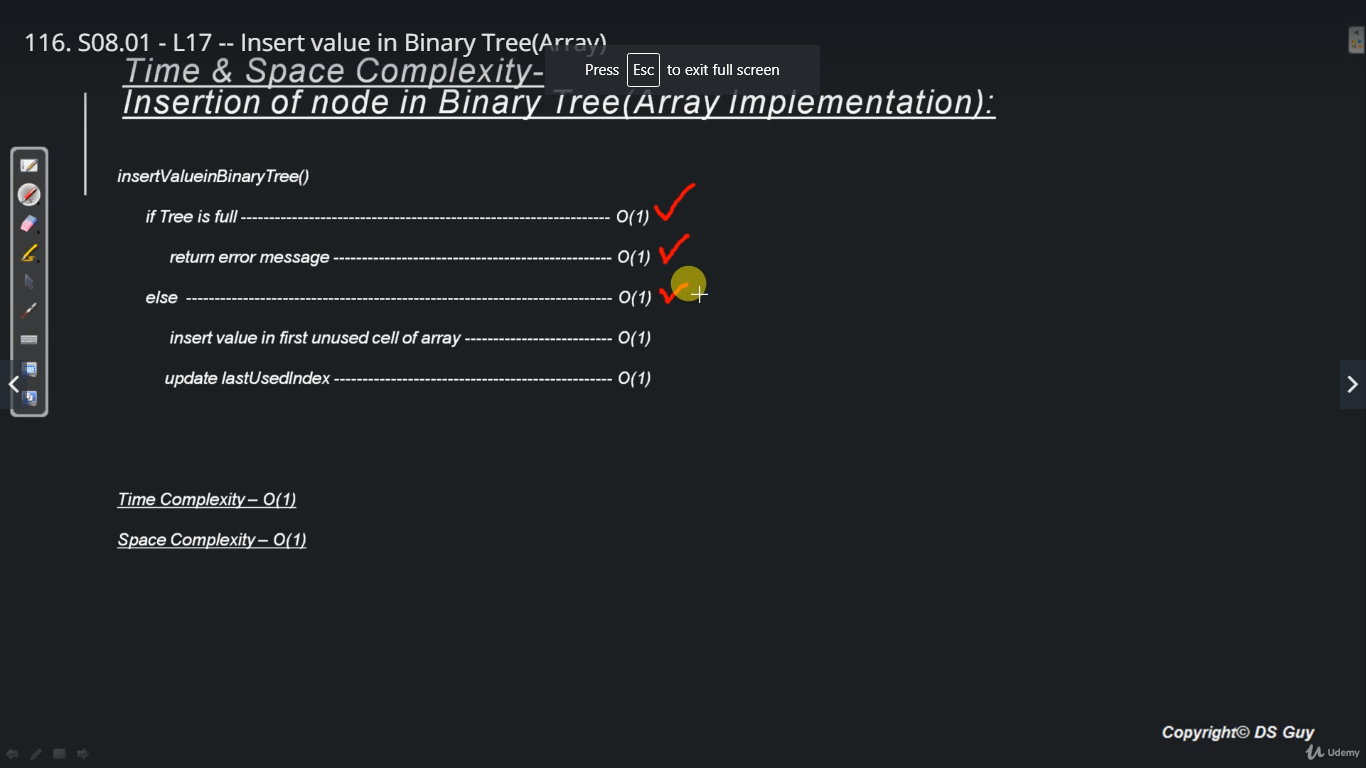 116. S08.01 - L17 -- Insert value in Binary Tree(Array)
Time & Space Complexity-
Press Esc to exit full screen
Insertion of node in Binary Tree(Array Implementation):
insertValueinBinaryTree()
if Tree is full ----------------------------------------------------------------- O(1)
return error message ------------------------------------------------- O(1)
else --------------------------------------------------------------------------- O(1)
insert value in first unused cell of array -------------------------- O(1)
update lastUsedIndex ------------------------------------------------- O(1)
Time Complexity – O(1)
Space Complexity – O(1)
Copyright© DS Guy
Udemy